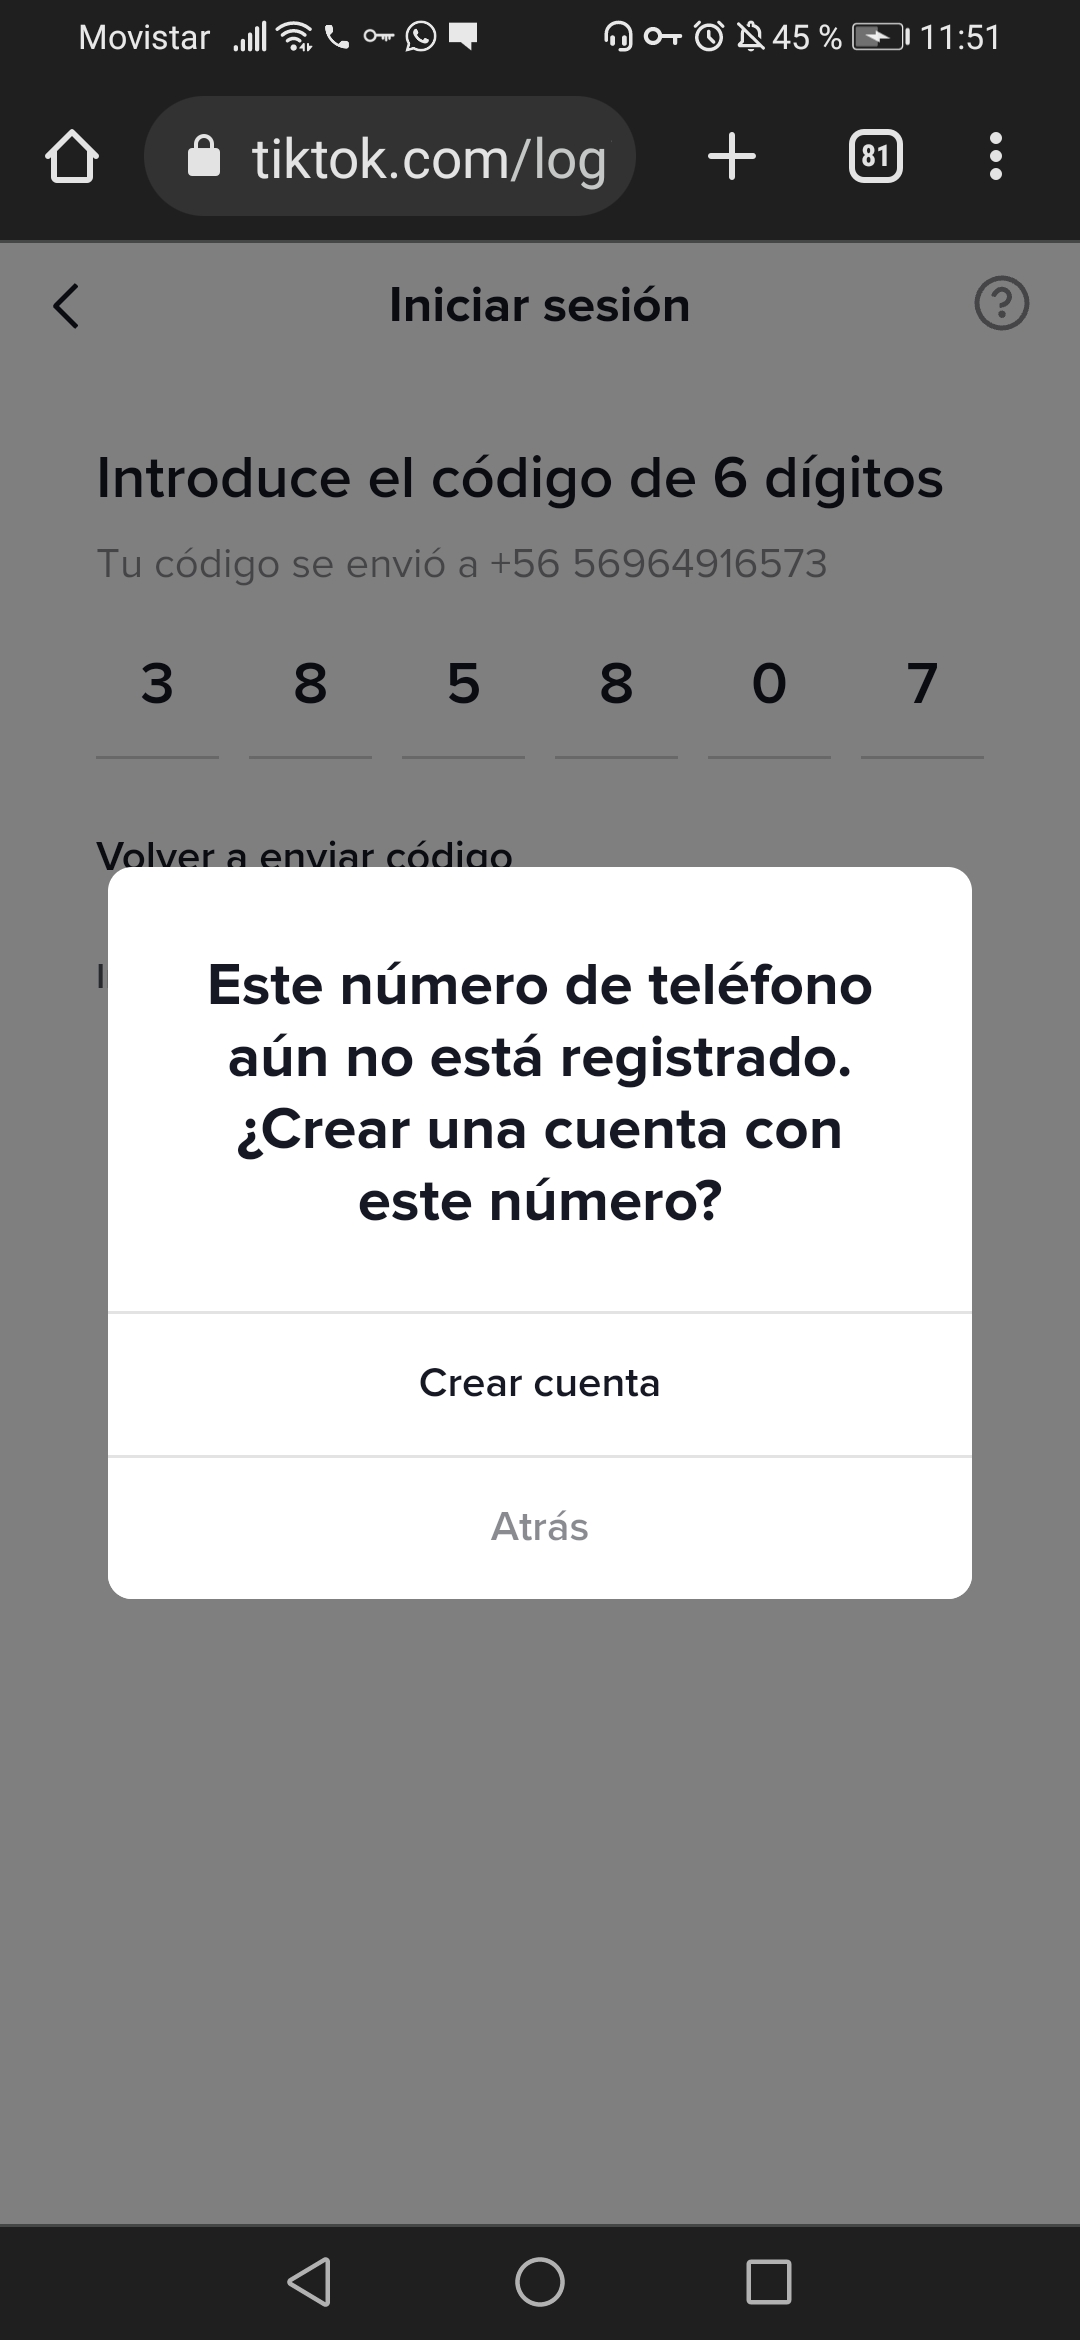 Movistar 45 % 11:51
tiktok.com/log 81
Iniciar sesión
Introduce el código de 6 dígitos
Tu código se envió a +56 56964916573
3 8 5 8 0 7
Volver a enviar código
Este número de teléfono
aún no está registrado.
¿Crear una cuenta con
este número?
Crear cuenta
Atrás